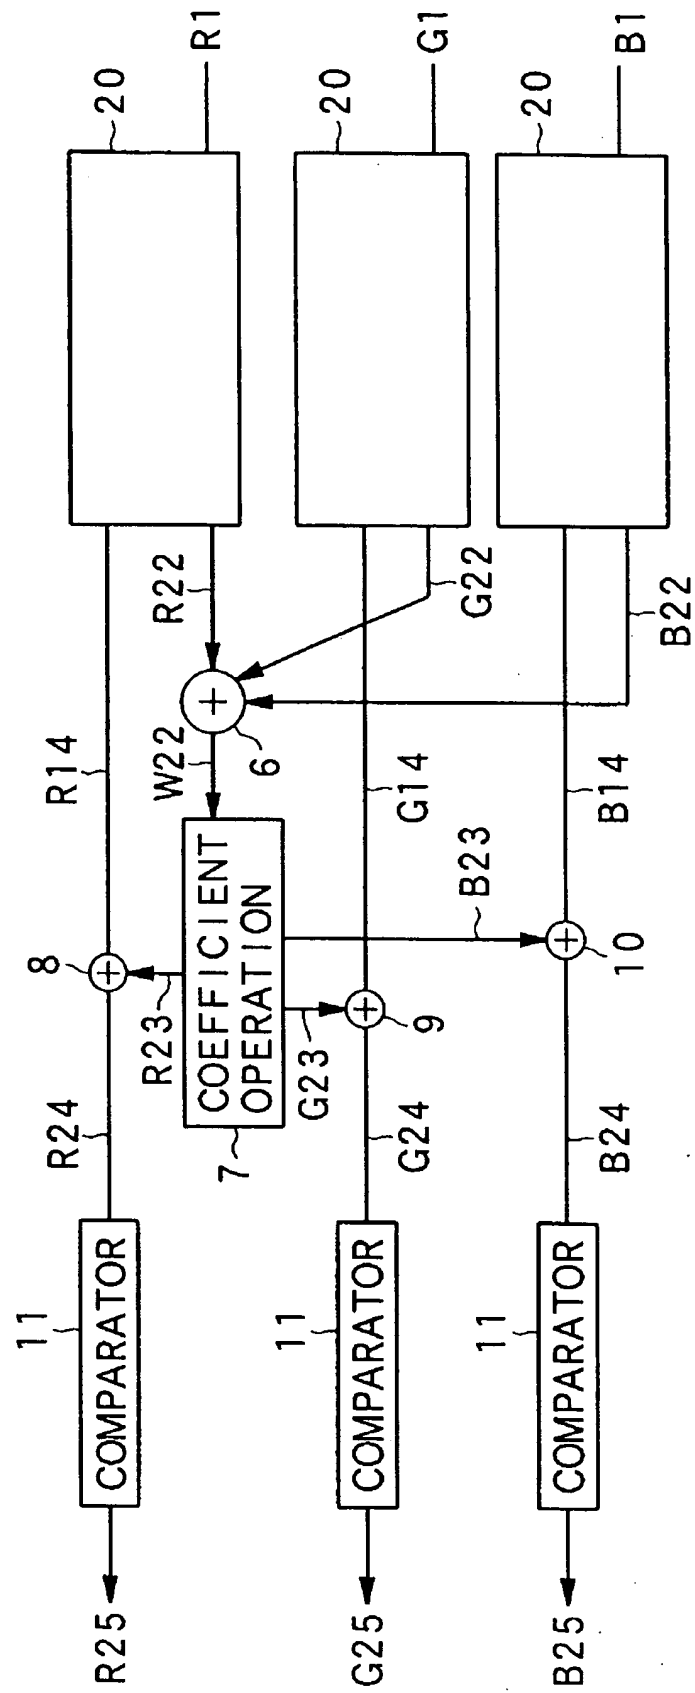 R1
20
G1
20
B1
20
R22
G22
B22
R14
W22
6
G14
B14
B23
8
R23
COEFFICIENT
OPERATION
G23
9
10
7
R24
G24
B24
11
COMPARATOR
11
COMPARATOR
11
COMPARATOR
R25
G25
B25